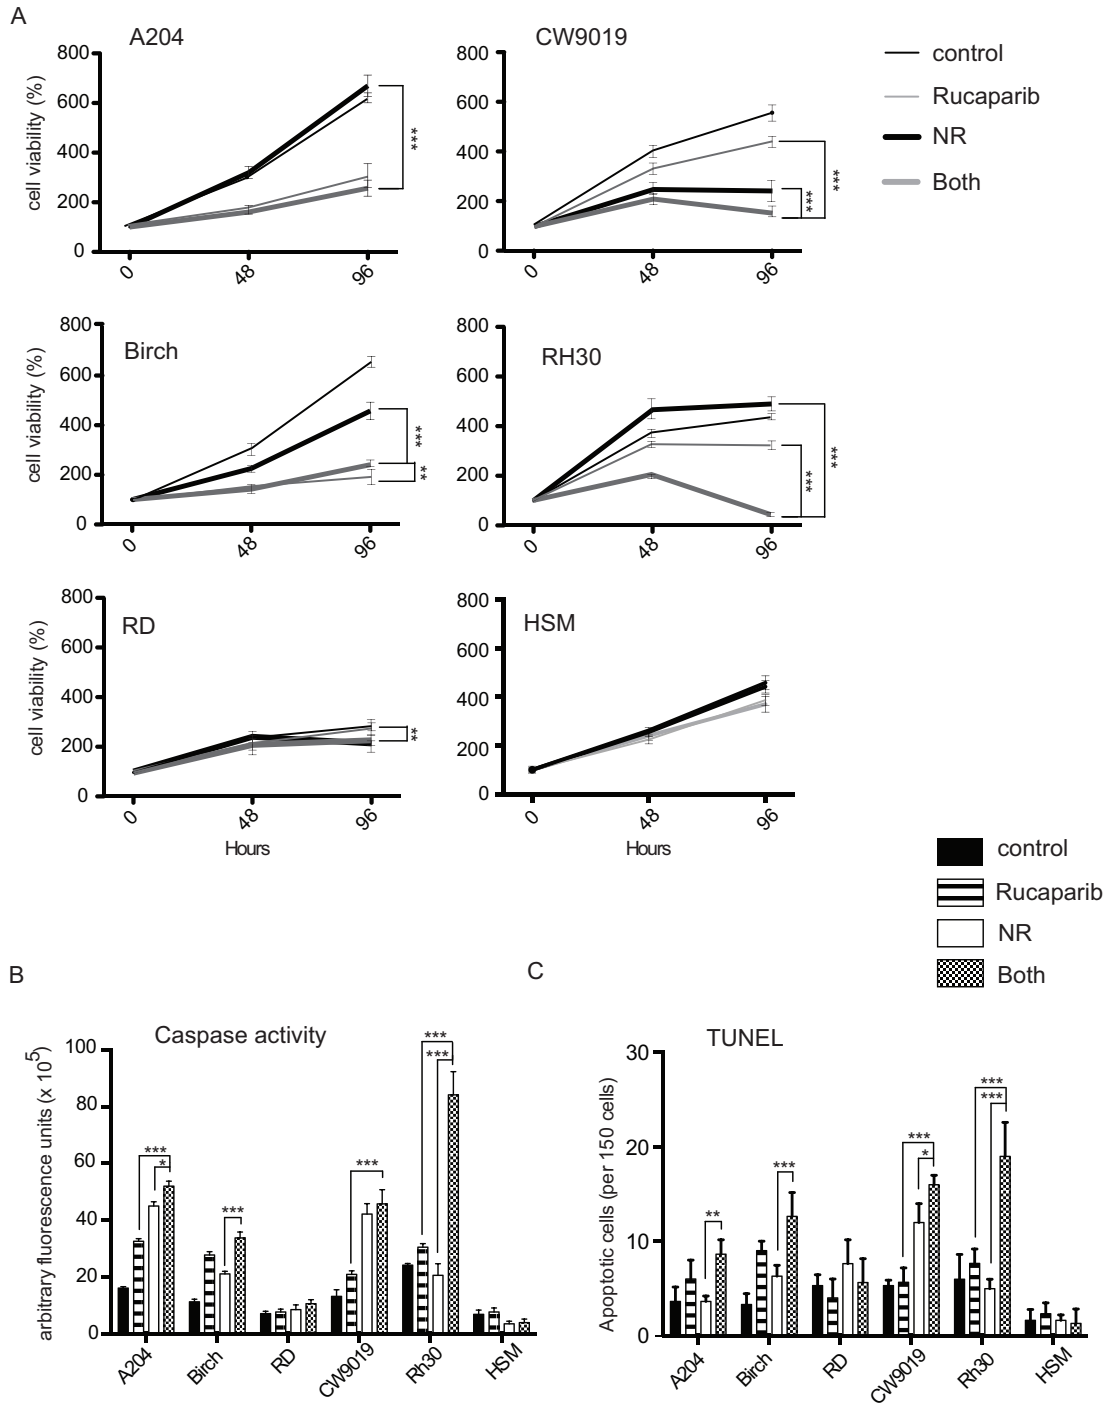 A
A204
CW9019
control
Rucaparib
NR
Both
cell viability (%)
800
600
400
200
0
0
48
96
***
800
600
400
200
0
0
48
96
***
***
Birch
RH30
cell viability (%)
800
600
400
200
0
0
48
96
***
**
800
600
400
200
0
0
48
96
***
***
RD
HSM
cell viability (%)
800
600
400
200
0
0
48
96
Hours
**
800
600
400
200
0
0
48
96
Hours
control
Rucaparib
NR
Both
B
Caspase activity
arbitrary fluorescence units (x 10^5)
100
80
60
40
20
0
***
*
***
***
***
***
A204
Birch
RD
CW9019
Rh30
HSM
C
TUNEL
Apoptotic cells (per 150 cells)
30
20
10
0
**
***
***
*
***
***
A204
Birch
RD
CW9019
Rh30
HSM